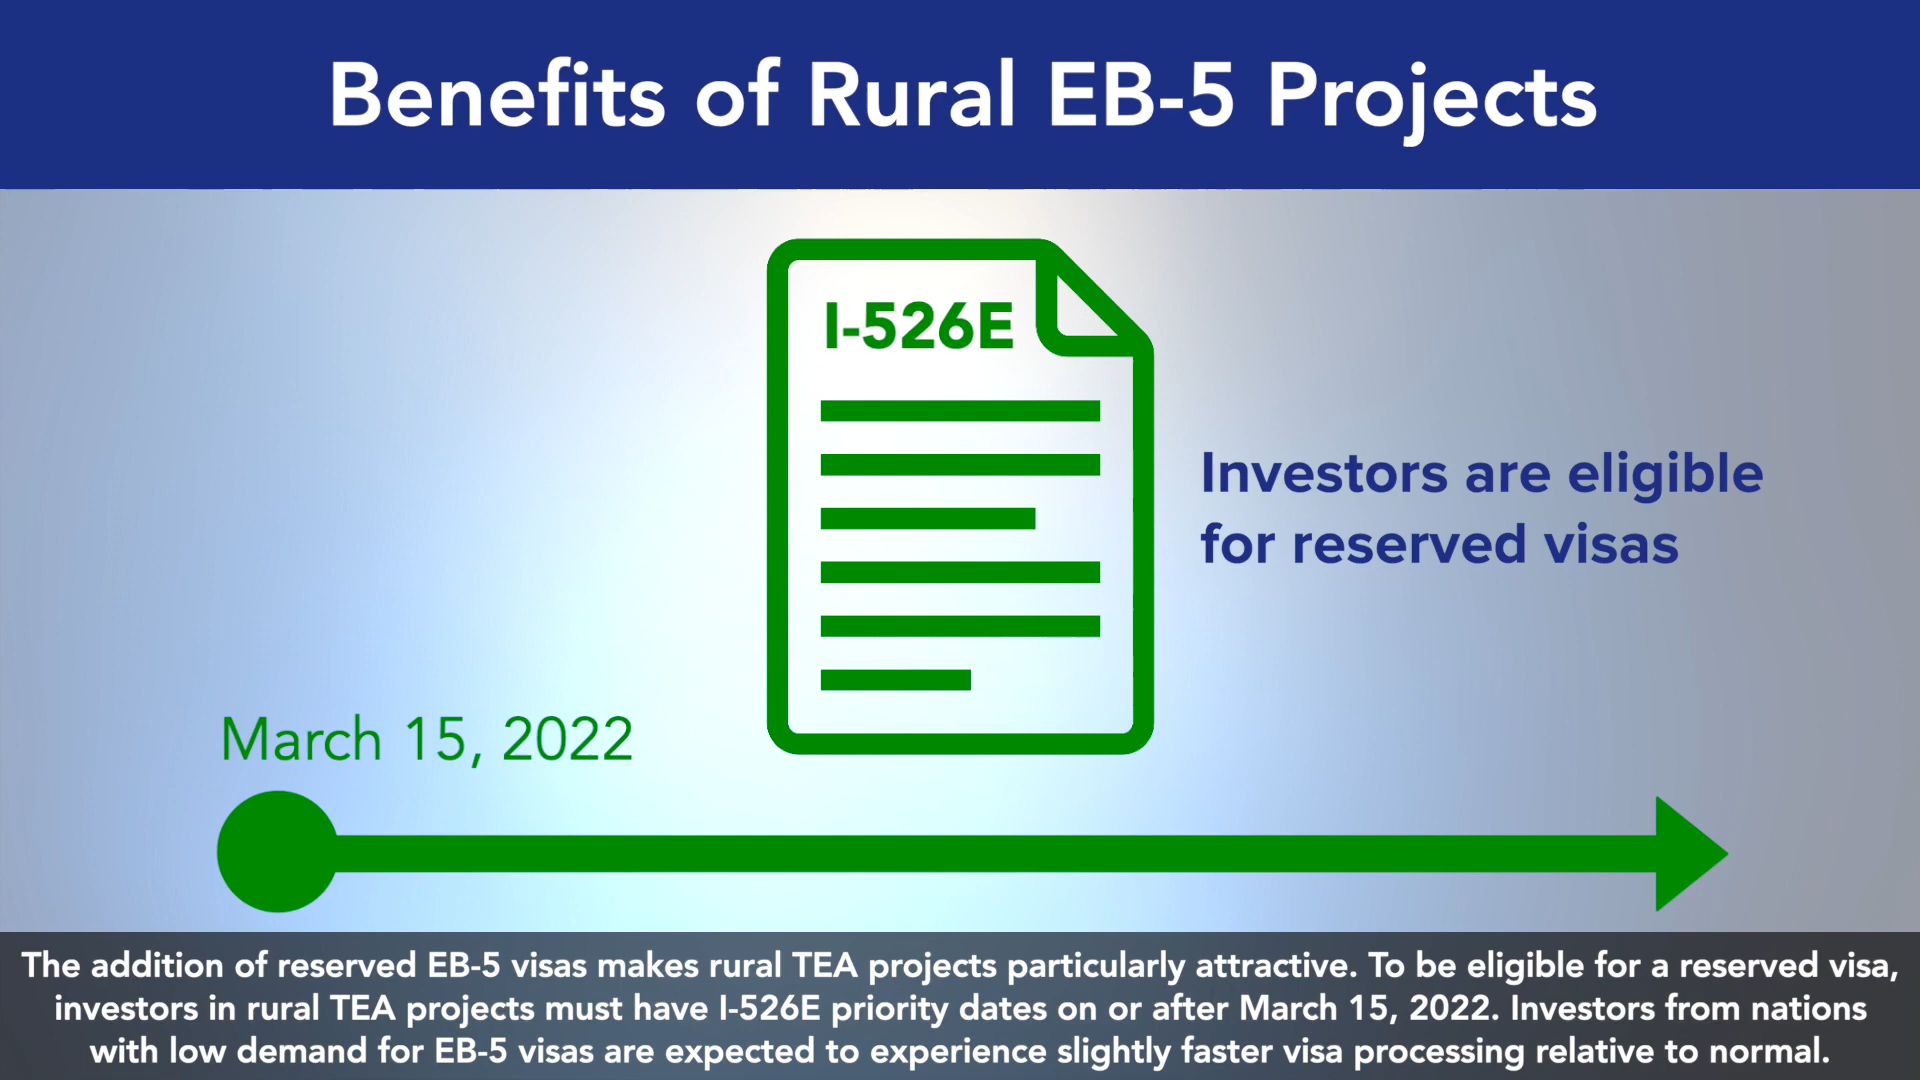 Benefits of Rural EB-5 Projects
I-526E
Investors are eligible
for reserved visas
March 15, 2022
The addition of reserved EB-5 visas makes rural TEA projects particularly attractive. To be eligible for a reserved visa,
investors in rural TEA projects must have I-526E priority dates on or after March 15, 2022. Investors from nations
with low demand for EB-5 visas are expected to experience slightly faster visa processing relative to normal.